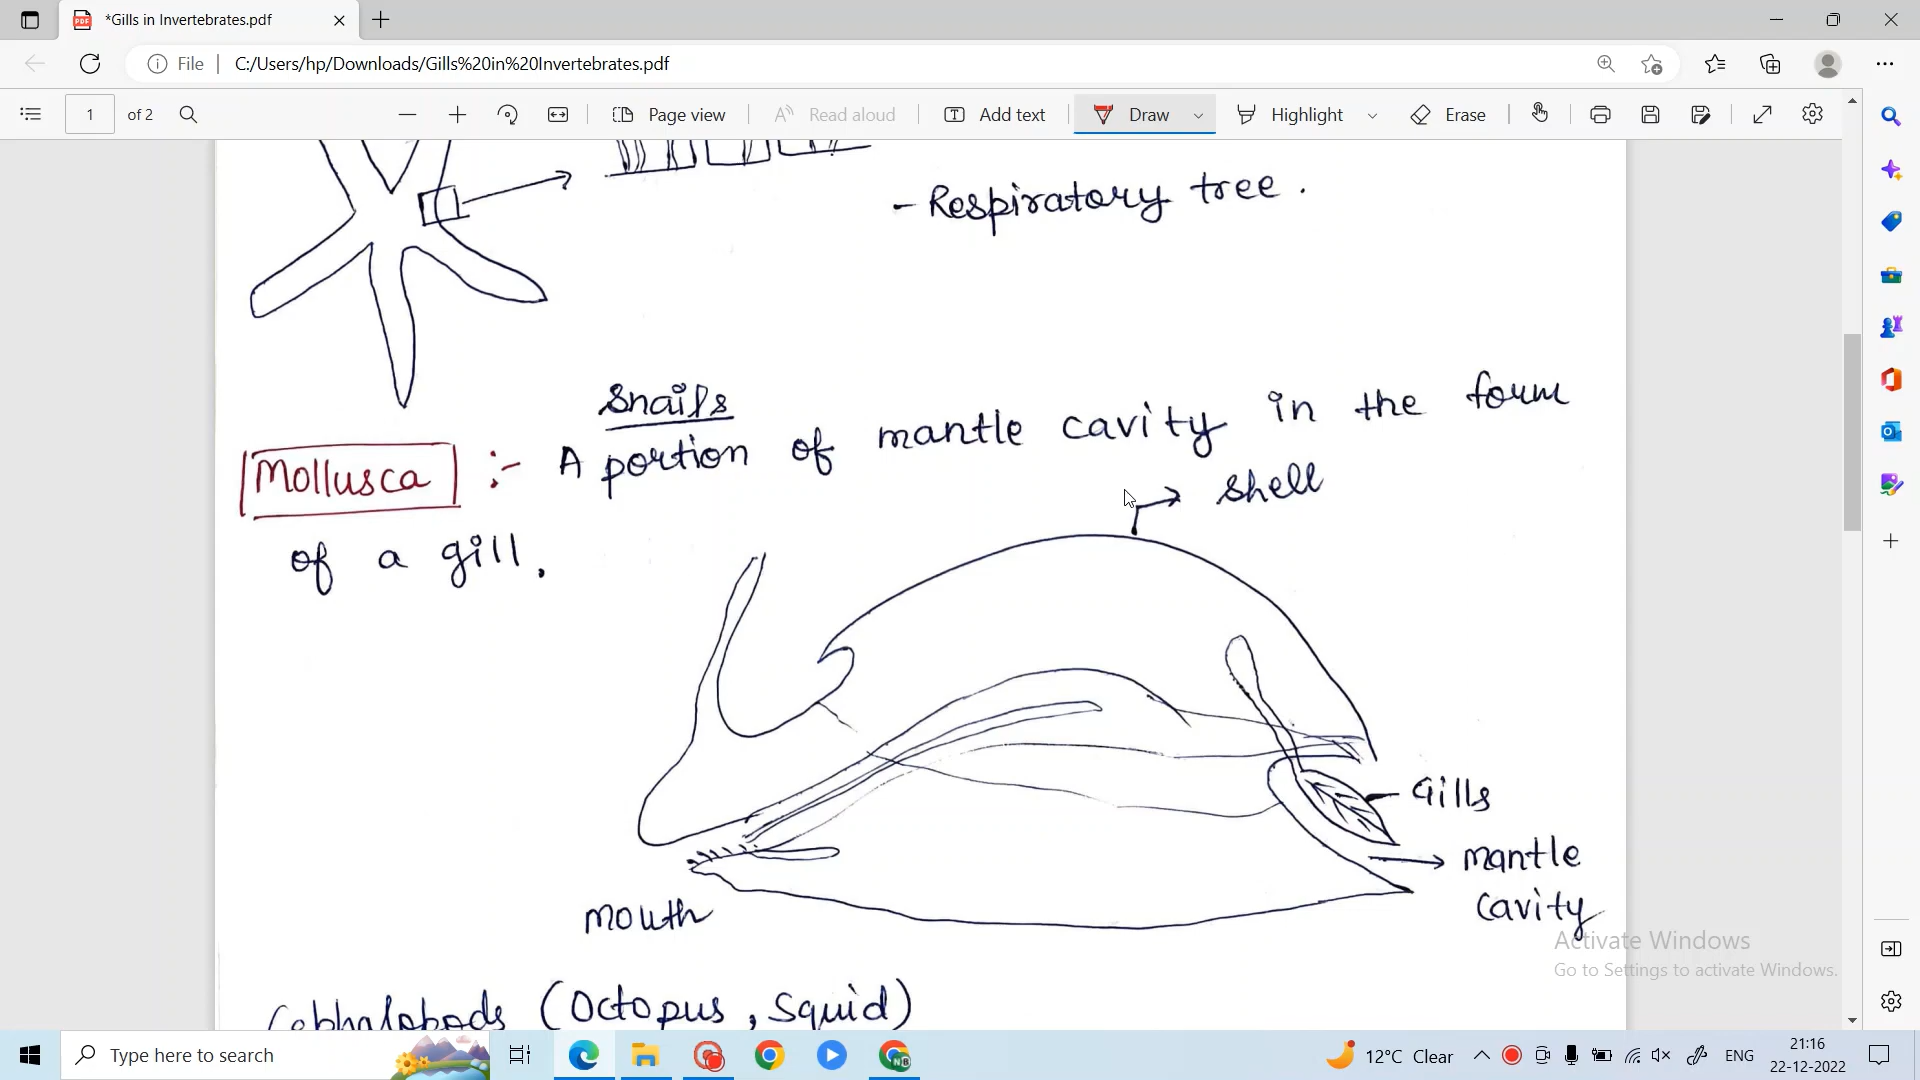 *Gills in Invertebrates.pdf
File C:/Users/hp/Downloads/Gills%20in%20Invertebrates.pdf
1 of 2 Page view Read aloud Add text Draw Highlight Erase
- Respiratory tree .
Snails
Mollusca :- A portion of mantle cavity in the form
of a gill.
shell
Gills
mantle
cavity
Mouth
Activate Windows
Go to Settings to activate Windows.
Cephalopods (Octopus, Squid)
Type here to search
12°C Clear
ENG
21:16
22-12-2022